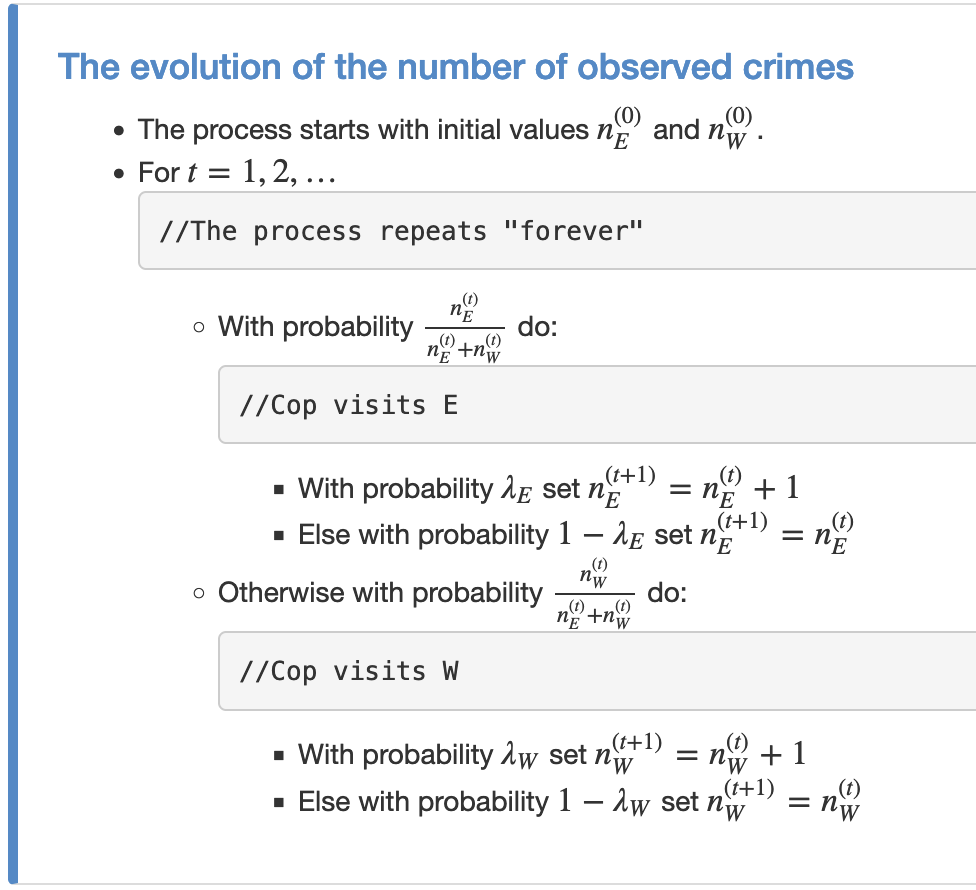 The evolution of the number of observed crimes
• The process starts with initial values $n_E^{(0)}$ and $n_W^{(0)}$ .
• For $t = 1, 2, \ldots$
//The process repeats "forever"
◦ With probability $\frac{n_E^{(t)}}{n_E^{(t)}+n_W^{(t)}}$ do:
//Cop visits E
▪ With probability $\lambda_E$ set $n_E^{(t+1)} = n_E^{(t)} + 1$
▪ Else with probability $1 - \lambda_E$ set $n_E^{(t+1)} = n_E^{(t)}$
◦ Otherwise with probability $\frac{n_W^{(t)}}{n_E^{(t)}+n_W^{(t)}}$ do:
//Cop visits W
▪ With probability $\lambda_W$ set $n_W^{(t+1)} = n_W^{(t)} + 1$
▪ Else with probability $1 - \lambda_W$ set $n_W^{(t+1)} = n_W^{(t)}$